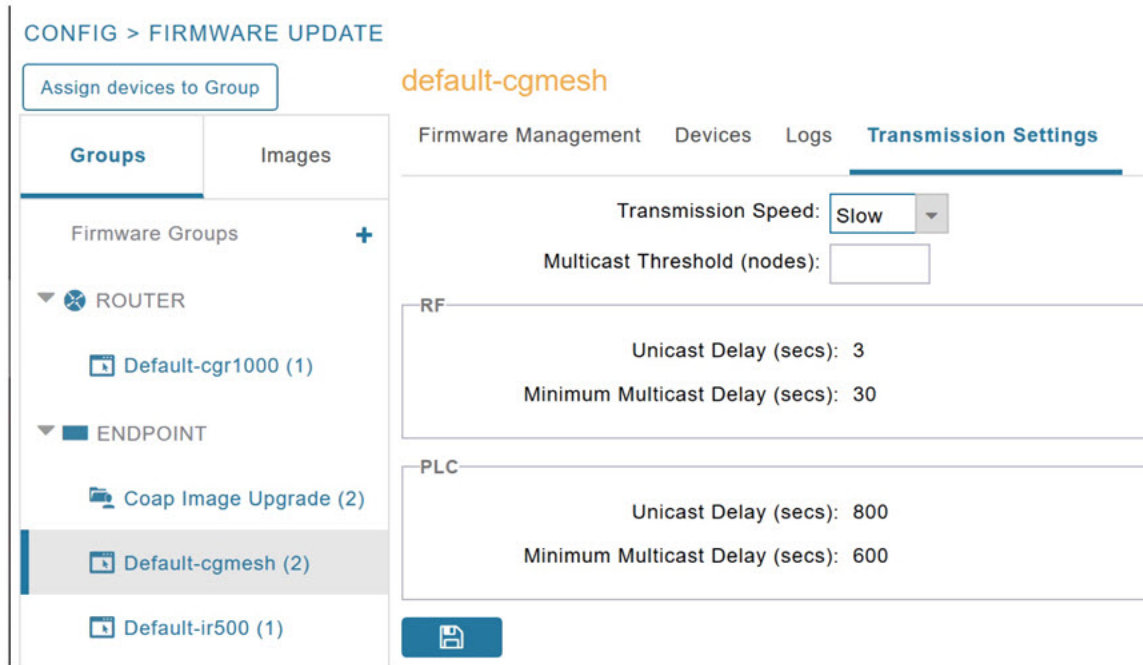 CONFIG > FIRMWARE UPDATE
Assign devices to Group
Groups
Images
Firmware Groups +
ROUTER
Default-cgr1000 (1)
ENDPOINT
Coap Image Upgrade (2)
Default-cgmesh (2)
Default-ir500 (1)
default-cgmesh
Firmware Management Devices Logs Transmission Settings
Transmission Speed: Slow
Multicast Threshold (nodes):
RF
Unicast Delay (secs): 3
Minimum Multicast Delay (secs): 30
PLC
Unicast Delay (secs): 800
Minimum Multicast Delay (secs): 600